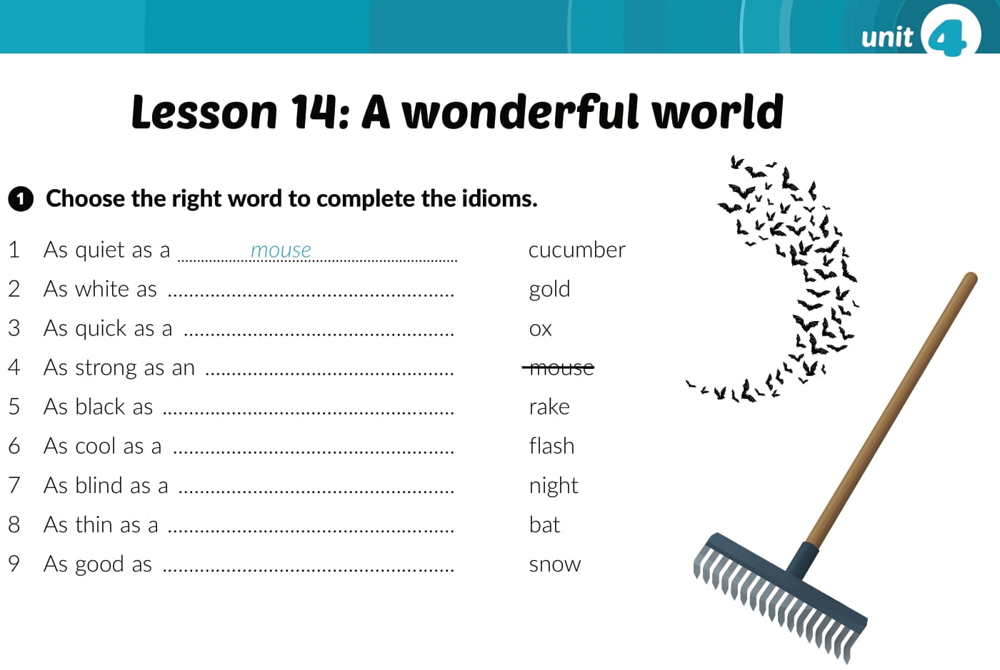 unit 4
Lesson 14: A wonderful world
1 Choose the right word to complete the idioms.
1 As quiet as a mouse cucumber
2 As white as ........................................ gold
3 As quick as a ........................................ ox
4 As strong as an ........................................ mouse
5 As black as ........................................ rake
6 As cool as a ........................................ flash
7 As blind as a ........................................ night
8 As thin as a ........................................ bat
9 As good as ........................................ snow